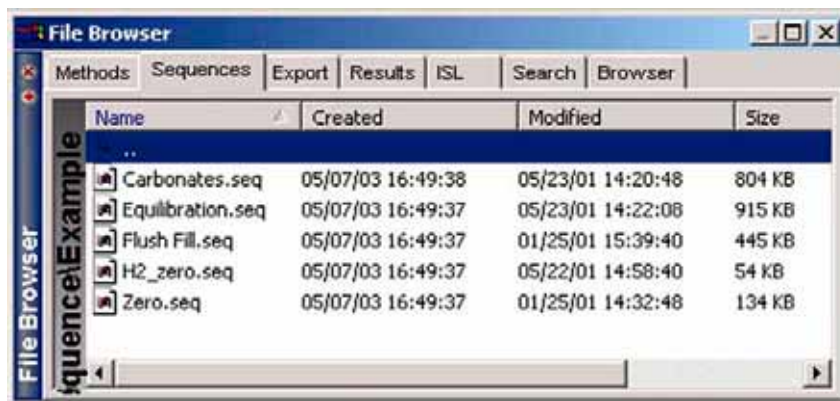 File Browser
Methods Sequences Export Results ISL Search Browser
Name Created Modified Size
..
Carbonates.seq 05/07/03 16:49:38 05/23/01 14:20:48 804 KB
Equilibration.seq 05/07/03 16:49:37 05/23/01 14:22:08 915 KB
Flush Fill.seq 05/07/03 16:49:37 01/25/01 15:39:40 445 KB
H2_zero.seq 05/07/03 16:49:37 05/22/01 14:58:40 54 KB
Zero.seq 05/07/03 16:49:37 01/25/01 14:32:48 134 KB
File Browser
quence\Example